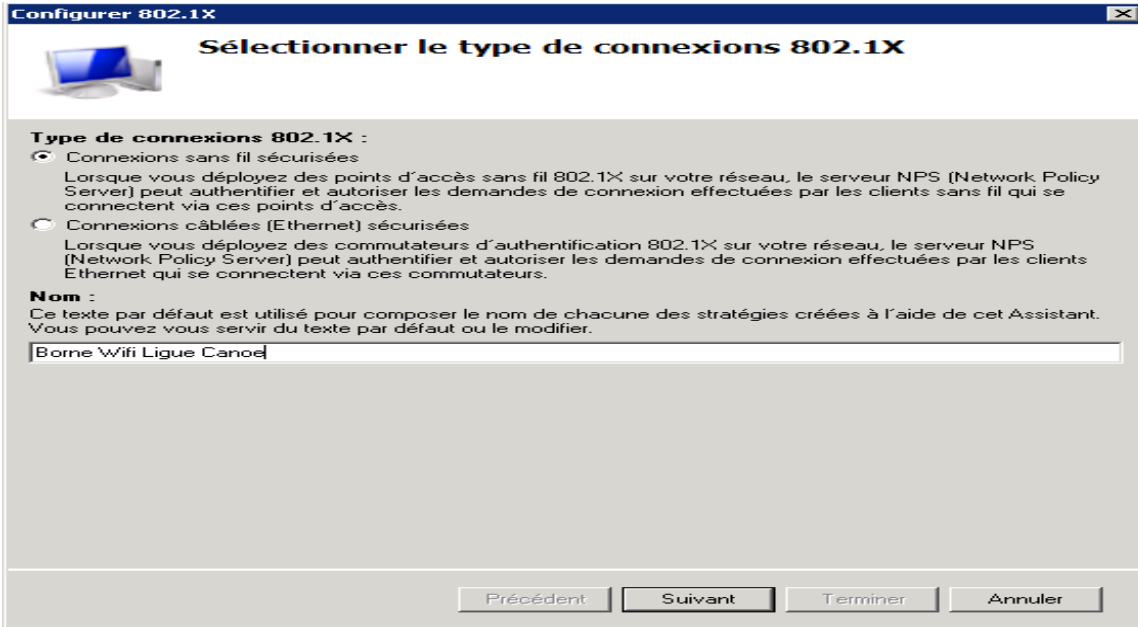 Configurer 802.1X
Sélectionner le type de connexions 802.1X
Type de connexions 802.1X :
Connexions sans fil sécurisées
Lorsque vous déployez des points d´accès sans fil 802.1X sur votre réseau, le serveur NPS (Network Policy
Server) peut authentifier et autoriser les demandes de connexion effectuées par les clients sans fil qui se
connectent via ces points d´accès.
Connexions câblées (Ethernet) sécurisées
Lorsque vous déployez des commutateurs d´authentification 802.1X sur votre réseau, le serveur NPS
(Network Policy Server) peut authentifier et autoriser les demandes de connexion effectuées par les clients
Ethernet qui se connectent via ces commutateurs.
Nom :
Ce texte par défaut est utilisé pour composer le nom de chacune des stratégies créées à l´aide de cet Assistant.
Vous pouvez vous servir du texte par défaut ou le modifier.
Borne Wifi Ligue Canoe
Précédent Suivant Terminer Annuler